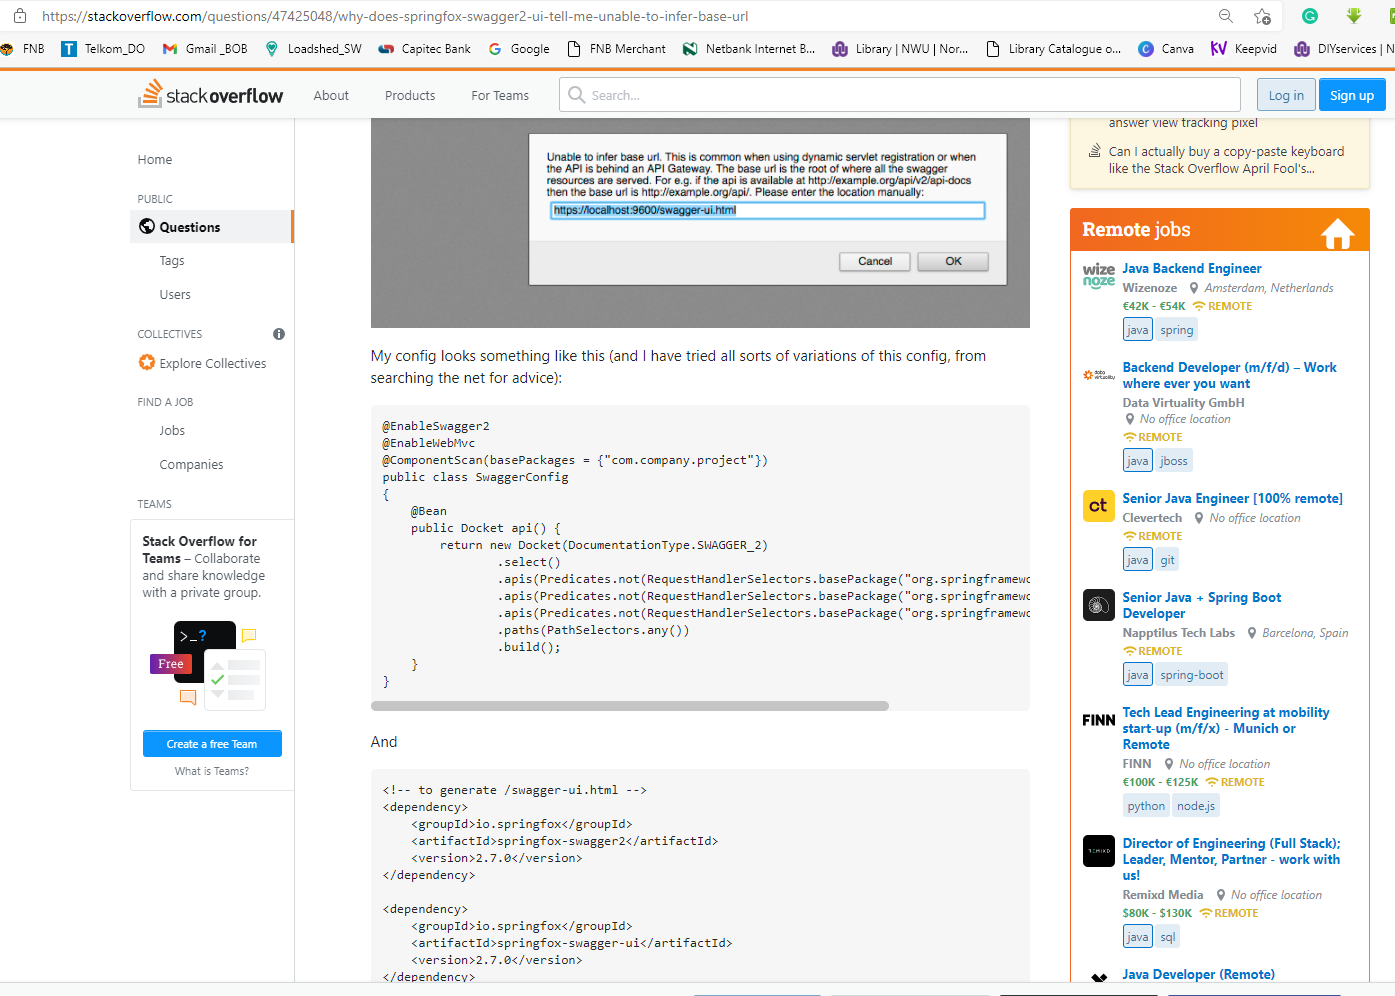 https://stackoverflow.com/questions/47425048/why-does-springfox-swagger2-ui-tell-me-unable-to-infer-base-url
FNB
Telkom_DO
Gmail _BOB
Loadshed_SW
Capitec Bank
Google
FNB Merchant
Netbank Internet B...
Library | NWU | Nor...
Library Catalogue o...
Canva
Keepvid
DIYservices | N
stackoverflow
About
Products
For Teams
Search...
Log in
Sign up
Home
PUBLIC
Questions
Tags
Users
COLLECTIVES
Explore Collectives
FIND A JOB
Jobs
Companies
TEAMS
Stack Overflow for
Teams – Collaborate
and share knowledge
with a private group.
>_?
Free
Create a free Team
What is Teams?
Unable to infer base url. This is common when using dynamic servlet registration or when
the API is behind an API Gateway. The base url is the root of where all the swagger
resources are served. For e.g. if the api is available at http://example.org/api/v2/api-docs
then the base url is http://example.org/api/. Please enter the location manually:
https://localhost:9600/swagger-ui.html
Cancel
OK
My config looks something like this (and I have tried all sorts of variations of this config, from
searching the net for advice):
@EnableSwagger2
@EnableWebMvc
@ComponentScan(basePackages = {"com.company.project"})
public class SwaggerConfig
{
    @Bean
    public Docket api() {
        return new Docket(DocumentationType.SWAGGER_2)
                .select()
                .apis(Predicates.not(RequestHandlerSelectors.basePackage("org.springframewo
                .apis(Predicates.not(RequestHandlerSelectors.basePackage("org.springframewo
                .apis(Predicates.not(RequestHandlerSelectors.basePackage("org.springframewo
                .paths(PathSelectors.any())
                .build();
    }
}
And
<!-- to generate /swagger-ui.html -->
<dependency>
    <groupId>io.springfox</groupId>
    <artifactId>springfox-swagger2</artifactId>
    <version>2.7.0</version>
</dependency>
<dependency>
    <groupId>io.springfox</groupId>
    <artifactId>springfox-swagger-ui</artifactId>
    <version>2.7.0</version>
</dependency>
answer view tracking pixel
Can I actually buy a copy-paste keyboard
like the Stack Overflow April Fool's...
Remote jobs
wize
noze
Java Backend Engineer
Wizenoze Amsterdam, Netherlands
€42K - €54K REMOTE
java spring
data virtuality
Backend Developer (m/f/d) – Work
where ever you want
Data Virtuality GmbH
No office location
REMOTE
java jboss
ct
Senior Java Engineer [100% remote]
Clevertech No office location
REMOTE
java git
Senior Java + Spring Boot
Developer
Napptilus Tech Labs Barcelona, Spain
REMOTE
java spring-boot
FINN
Tech Lead Engineering at mobility
start-up (m/f/x) - Munich or
Remote
FINN No office location
€100K - €125K REMOTE
python node.js
REMIXD
Director of Engineering (Full Stack);
Leader, Mentor, Partner - work with
us!
Remixd Media No office location
$80K - $130K REMOTE
java sql
Java Developer (Remote)